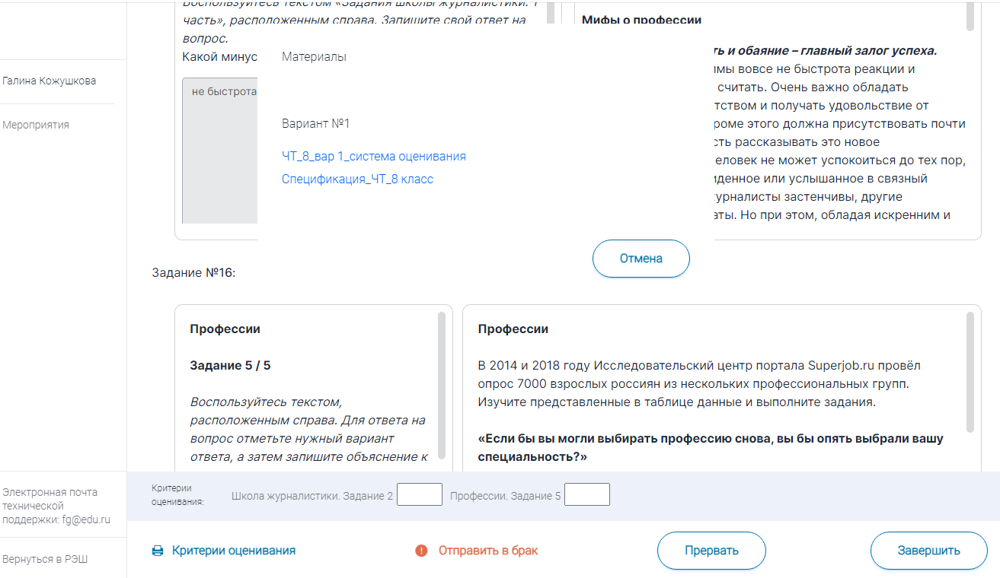 Воспользуйтесь текстом «Задания школы журналистики. 1
часть», расположенным справа. Запишите свой ответ на
вопрос.
Какой минус
не быстрота
Мифы о профессии
ть и обаяние – главный залог успеха.
имы вовсе не быстрота реакции и
считать. Очень важно обладать
тством и получать удовольствие от
роме этого должна присутствовать почти
сть рассказывать это новое
еловек не может успокоиться до тех пор,
иденное или услышанное в связный
урналисты застенчивы, другие
аты. Но при этом, обладая искренним и
Галина Кожушкова
Мероприятия
Материалы
Вариант №1
ЧТ_8_вар 1_система оценивания
Спецификация_ЧТ_8 класс
Отмена
Задание №16:
Профессии
Задание 5 / 5
Воспользуйтесь текстом,
расположенным справа. Для ответа на
вопрос отметьте нужный вариант
ответа, а затем запишите объяснение к
Профессии
В 2014 и 2018 году Исследовательский центр портала Superjob.ru провёл
опрос 7000 взрослых россиян из нескольких профессиональных групп.
Изучите представленные в таблице данные и выполните задания.
«Если бы вы могли выбирать профессию снова, вы бы опять выбрали вашу
специальность?»
Электронная почта
технической
поддержки: fg@edu.ru
Вернуться в РЭШ
Критерии
оценивания:
Школа журналистики. Задание 2
Профессии. Задание 5
Критерии оценивания
Отправить в брак
Прервать
Завершить